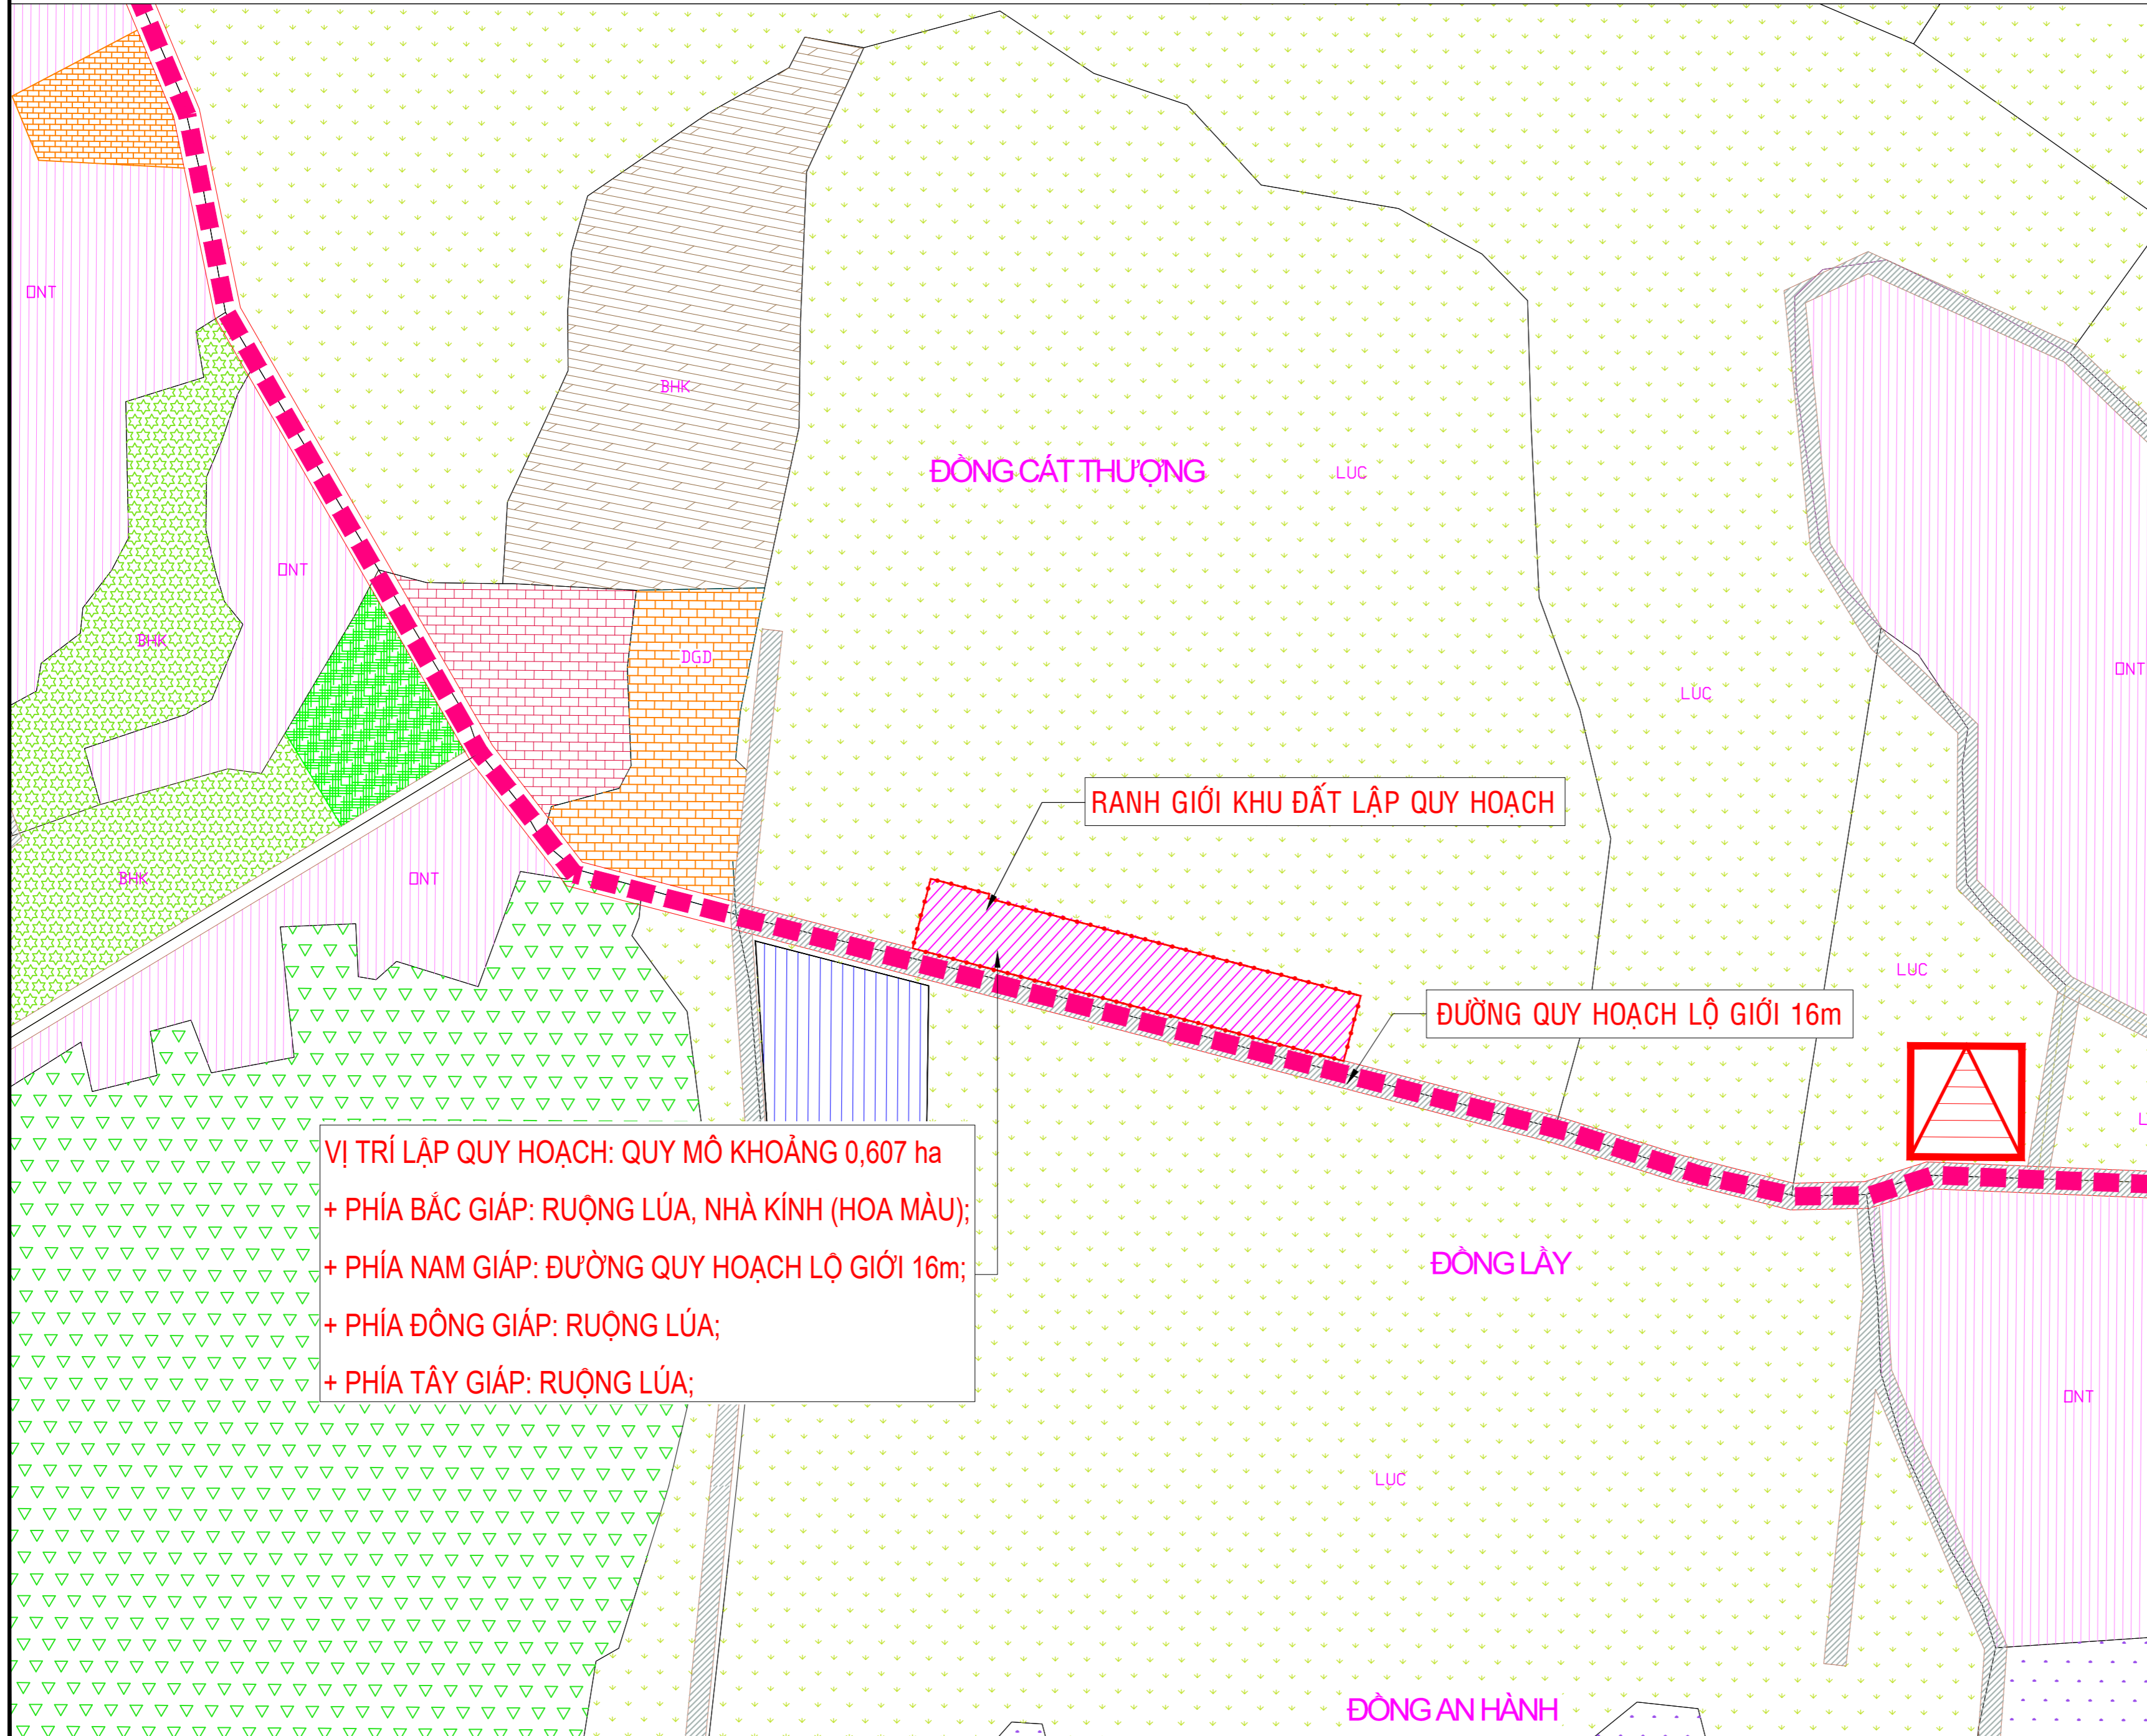 ONT
BHK
ĐỒNG CÁT THƯỢNG
LUC
ONT
BHK
DGD
ONT
LUC
RANH GIỚI KHU ĐẤT LẬP QUY HOẠCH
BHK
ONT
LUC
ĐƯỜNG QUY HOẠCH LỘ GIỚI 16m
VỊ TRÍ LẬP QUY HOẠCH: QUY MÔ KHOẢNG 0,607 ha
+ PHÍA BẮC GIÁP: RUỘNG LÚA, NHÀ KÍNH (HOA MÀU);
+ PHÍA NAM GIÁP: ĐƯỜNG QUY HOẠCH LỘ GIỚI 16m;
+ PHÍA ĐÔNG GIÁP: RUỘNG LÚA;
+ PHÍA TÂY GIÁP: RUỘNG LÚA;
ĐỒNG LẦY
ONT
LUC
ĐỒNG AN HÀNH